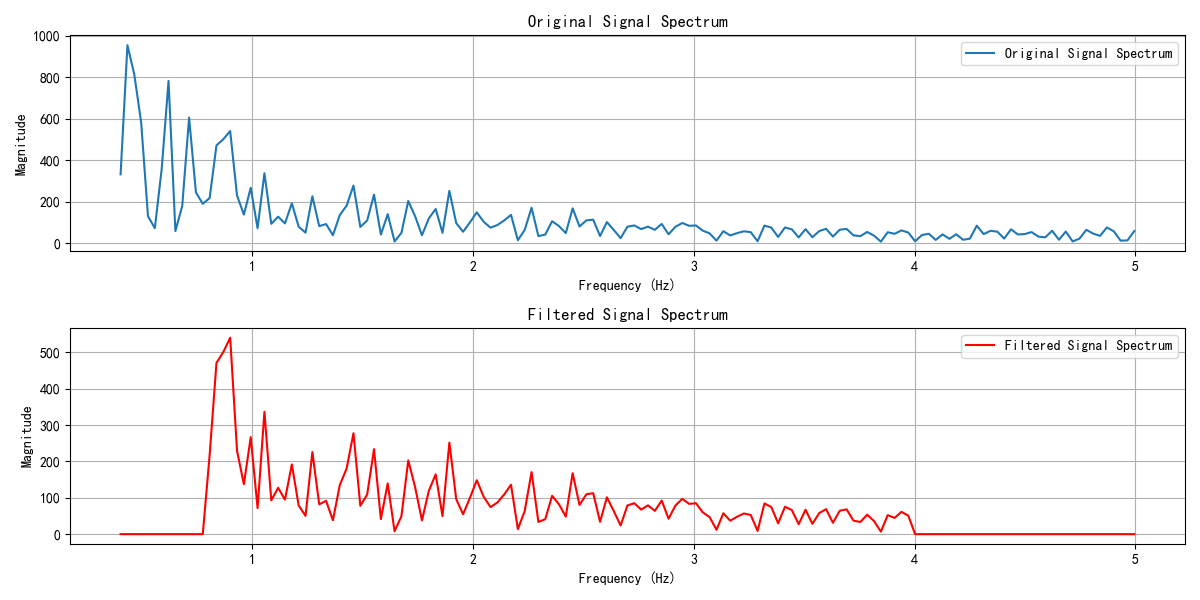 Original Signal Spectrum
1000
800
600
400
200
0
Magnitude
Original Signal Spectrum
1 2 3 4 5
Frequency (Hz)
Filtered Signal Spectrum
500
400
300
200
100
0
Magnitude
Filtered Signal Spectrum
1 2 3 4 5
Frequency (Hz)